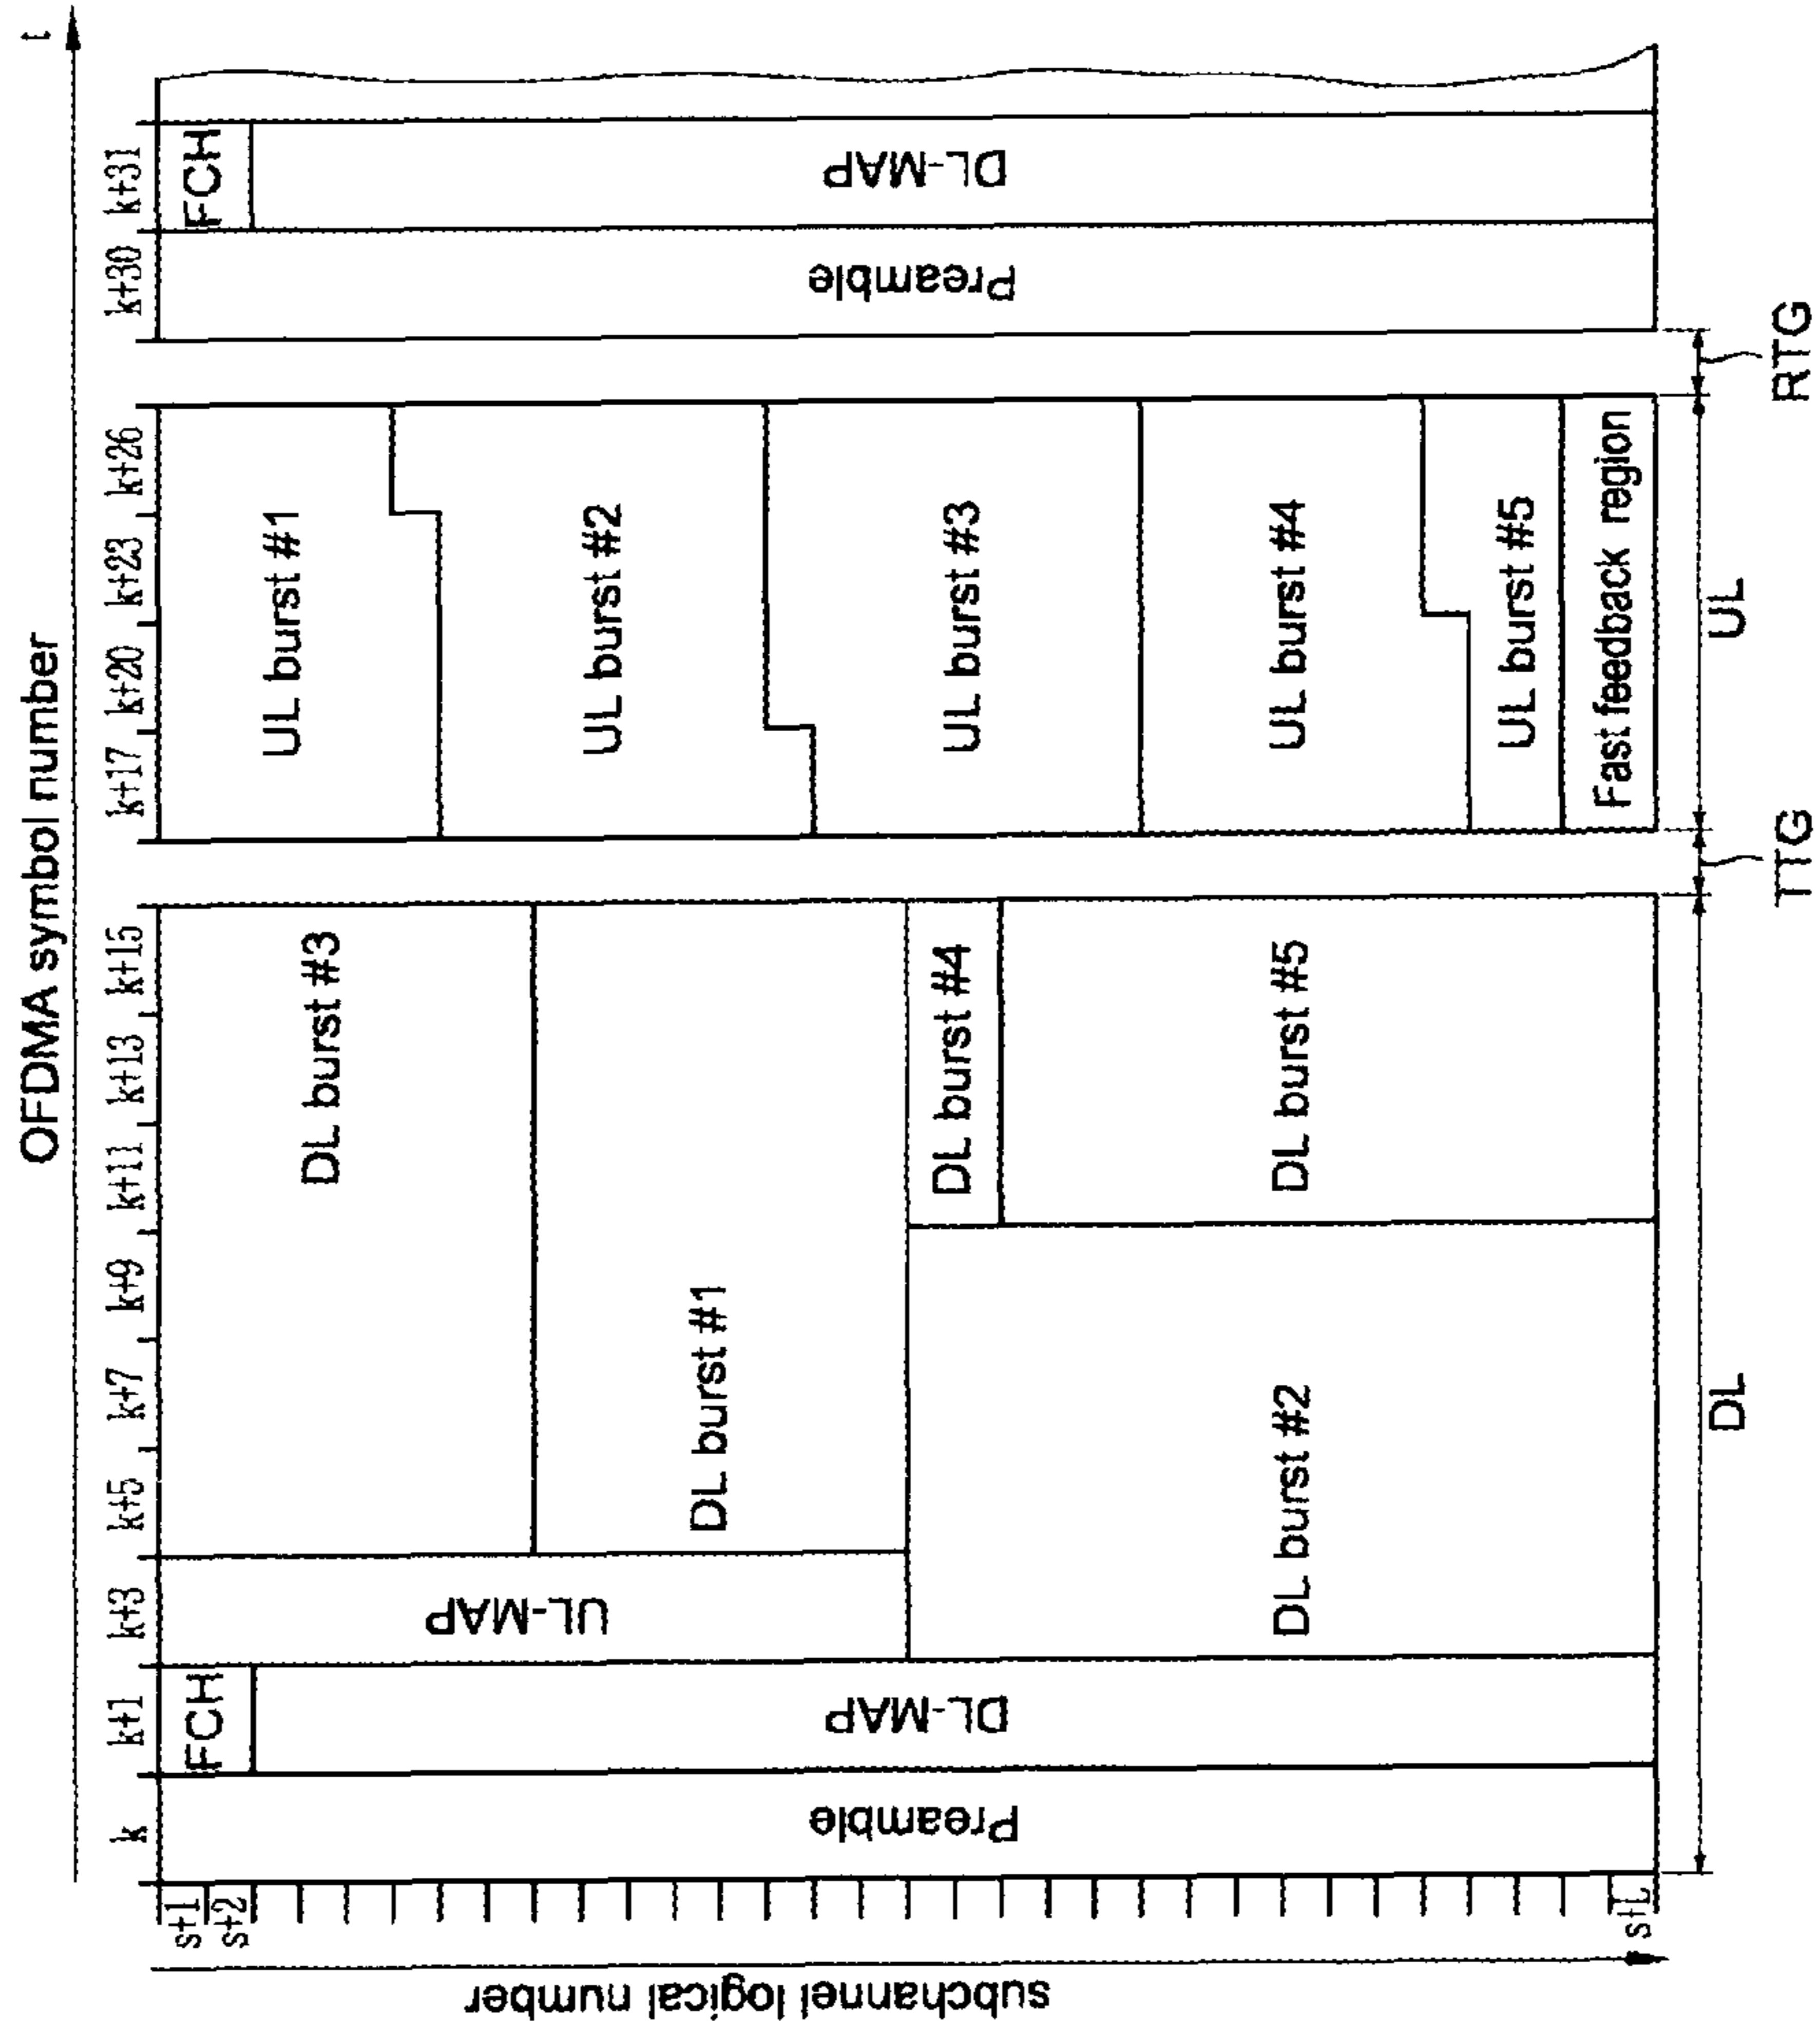 OFDMA symbol number
t
k
k+1
k+3
k+5
k+7
k+9
k+11
k+13
k+15
k+17
k+20
k+23
k+26
k+30
k+31
subchannel logical number
s+1
s+2
s+L
Preamble
FCH
DL-MAP
UL-MAP
DL burst #3
DL burst #1
DL burst #2
DL burst #4
DL burst #5
UL burst #1
UL burst #2
UL burst #3
UL burst #4
UL burst #5
Fast feedback region
Preamble
FCH
DL-MAP
DL
TTG
UL
RTG